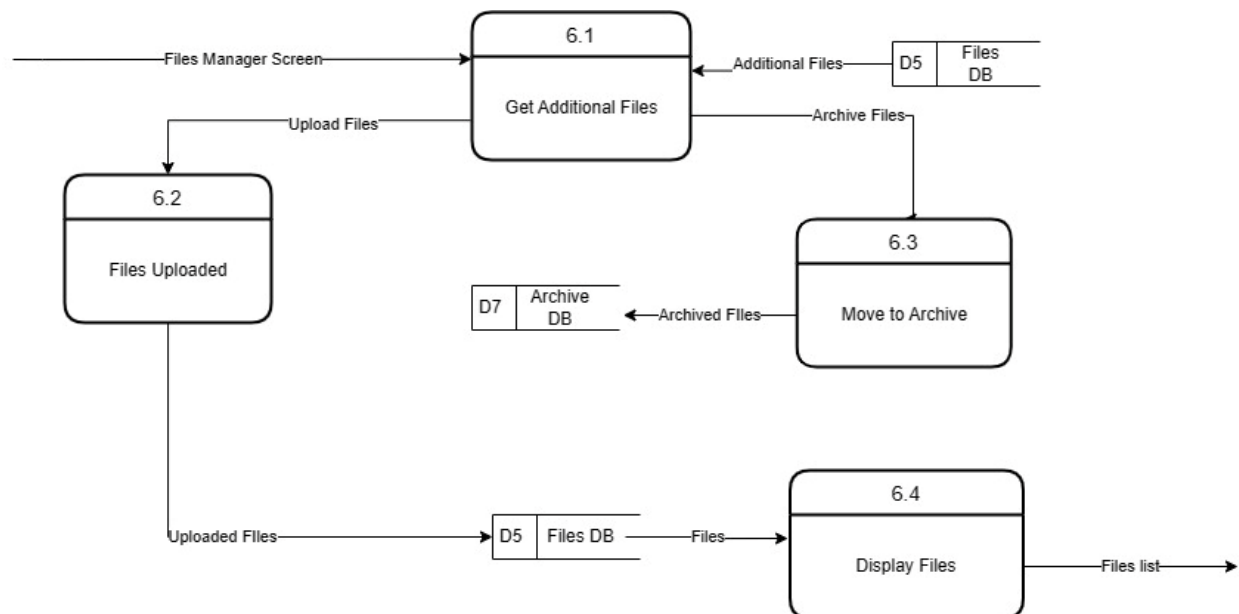 6.1
Files Manager Screen
Additional Files
D5
Files
DB
Get Additional Files
Upload Files
Archive Files
6.2
Files Uploaded
6.3
Move to Archive
D7
Archive
DB
Archived FIles
6.4
Uploaded FIles
D5
Files DB
Files
Display Files
Files list